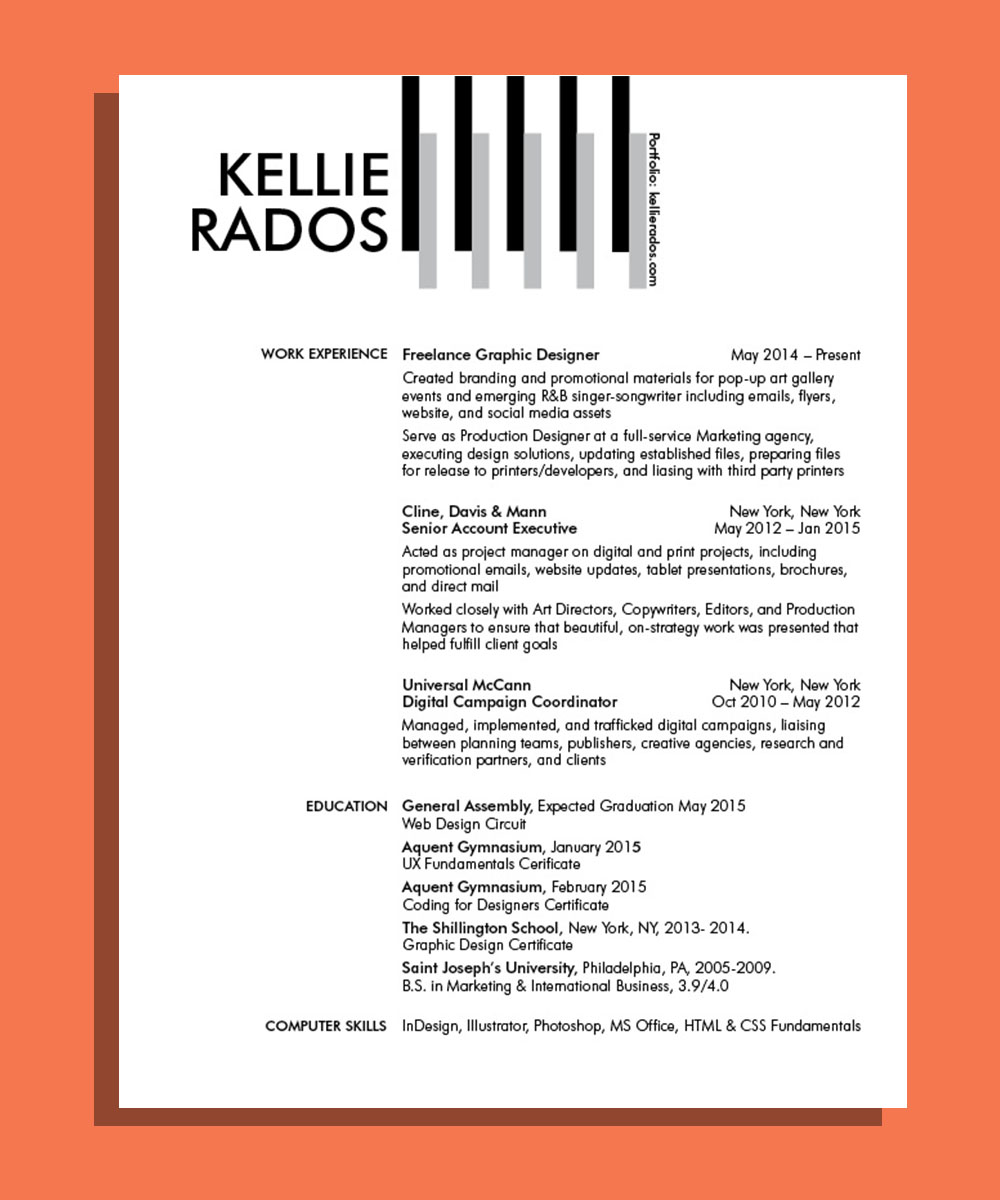 KELLIE
RADOS
Portfolio: kellierados.com
WORK EXPERIENCE
Freelance Graphic Designer May 2014 – Present
Created branding and promotional materials for pop-up art gallery
events and emerging R&B singer-songwriter including emails, flyers,
website, and social media assets
Serve as Production Designer at a full-service Marketing agency,
executing design solutions, updating established files, preparing files
for release to printers/developers, and liasing with third party printers
Cline, Davis & Mann New York, New York
Senior Account Executive May 2012 – Jan 2015
Acted as project manager on digital and print projects, including
promotional emails, website updates, tablet presentations, brochures,
and direct mail
Worked closely with Art Directors, Copywriters, Editors, and Production
Managers to ensure that beautiful, on-strategy work was presented that
helped fulfill client goals
Universal McCann New York, New York
Digital Campaign Coordinator Oct 2010 – May 2012
Managed, implemented, and trafficked digital campaigns, liaising
between planning teams, publishers, creative agencies, research and
verification partners, and clients
EDUCATION
General Assembly, Expected Graduation May 2015
Web Design Circuit
Aquent Gymnasium, January 2015
UX Fundamentals Cerificate
Aquent Gymnasium, February 2015
Coding for Designers Certificate
The Shillington School, New York, NY, 2013- 2014.
Graphic Design Certificate
Saint Joseph's University, Philadelphia, PA, 2005-2009.
B.S. in Marketing & International Business, 3.9/4.0
COMPUTER SKILLS
InDesign, Illustrator, Photoshop, MS Office, HTML & CSS Fundamentals